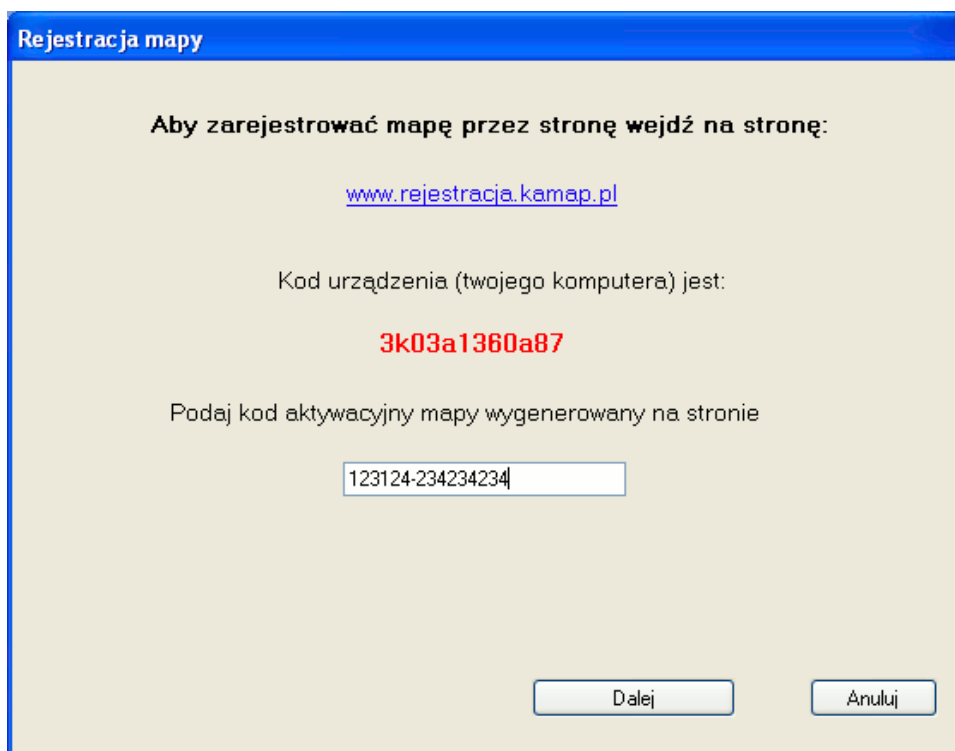 Rejestracja mapy
Aby zarejestrować mapę przez stronę wejdź na stronę:
www.rejestracja.kamap.pl
Kod urządzenia (twojego komputera) jest:
3k03a1360a87
Podaj kod aktywacyjny mapy wygenerowany na stronie
123124-234234234
Dalej Anuluj